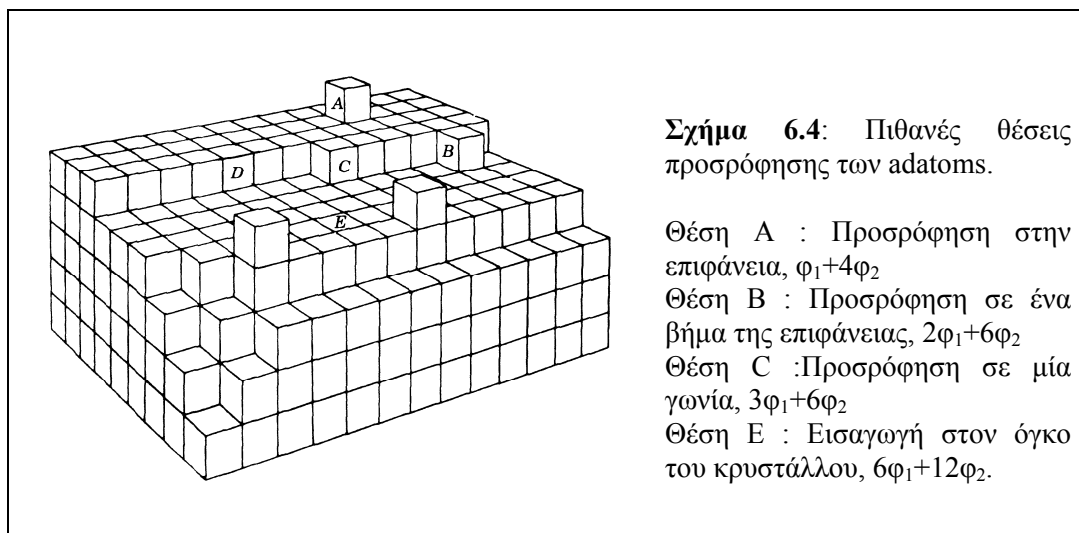 A
B
C
D
E
Σχήμα 6.4: Πιθανές θέσεις
προσρόφησης των adatoms.
Θέση Α : Προσρόφηση στην
επιφάνεια, φ₁+4φ₂
Θέση Β : Προσρόφηση σε ένα
βήμα της επιφάνειας, 2φ₁+6φ₂
Θέση C :Προσρόφηση σε μία
γωνία, 3φ₁+6φ₂
Θέση Ε : Εισαγωγή στον όγκο
του κρυστάλλου, 6φ₁+12φ₂.